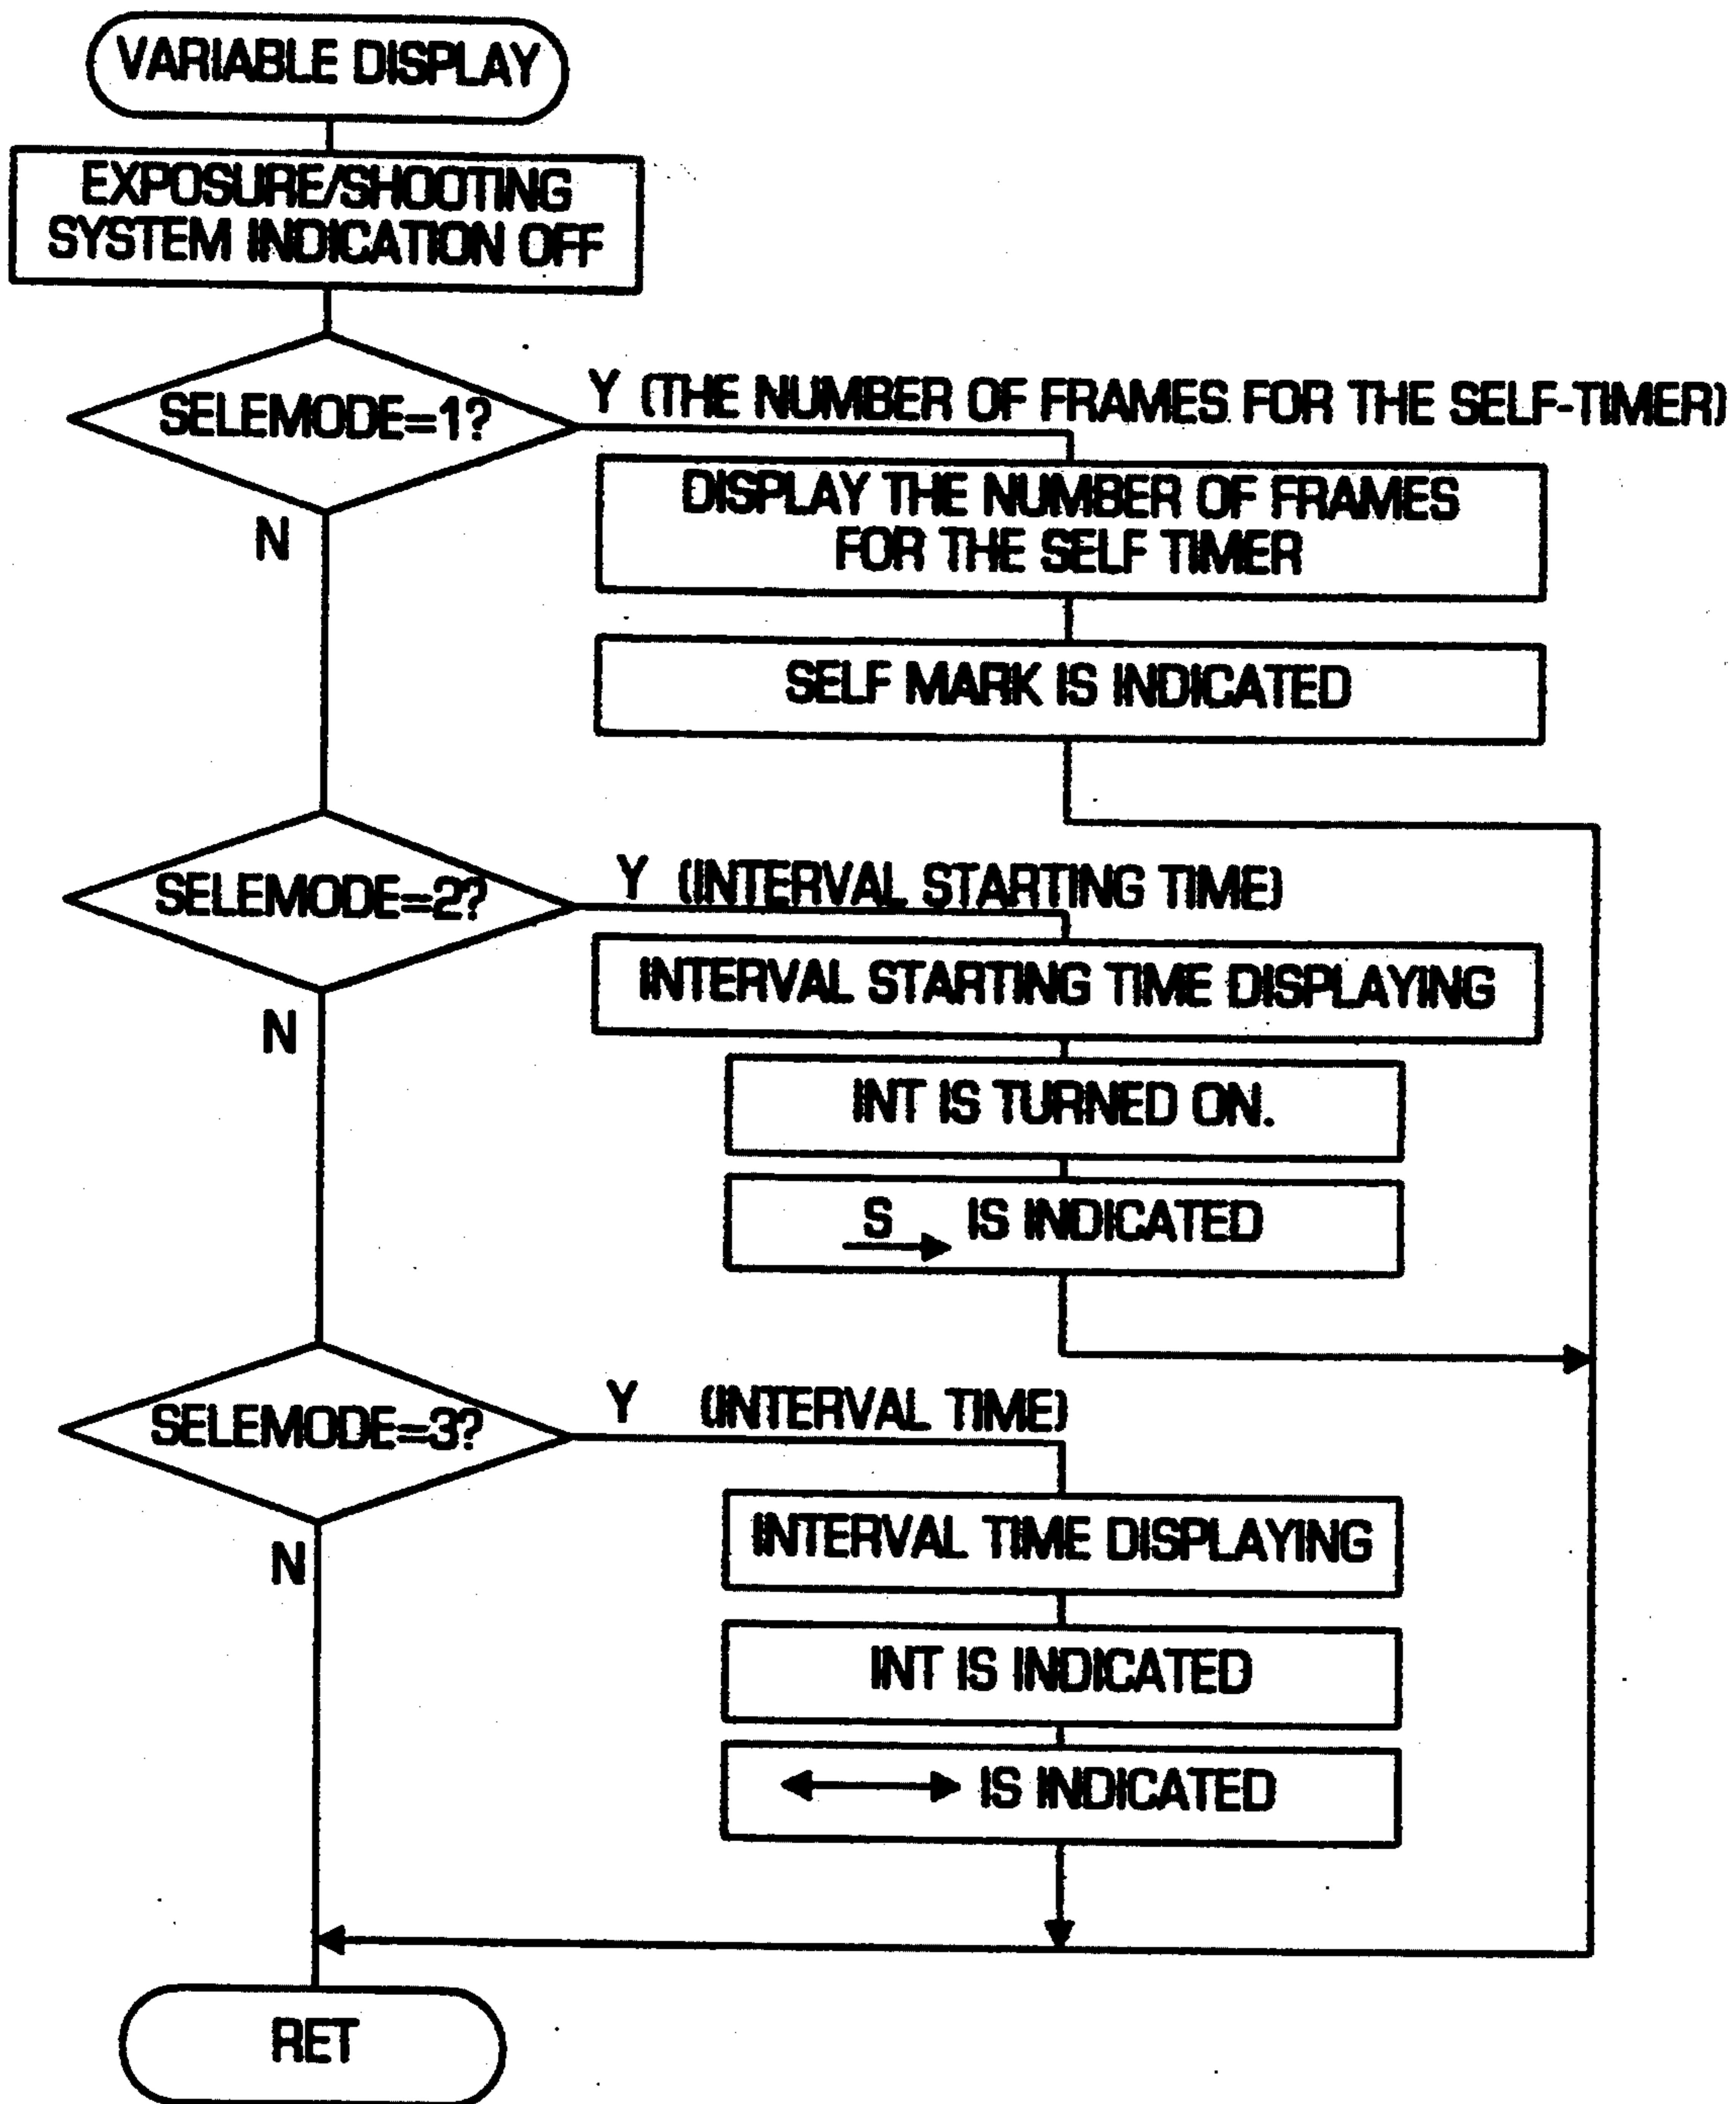 VARIABLE DISPLAY
EXPOSURE/SHOOTING
SYSTEM INDICATION OFF
SELEMODE=1?
Y (THE NUMBER OF FRAMES FOR THE SELF-TIMER)
DISPLAY THE NUMBER OF FRAMES
FOR THE SELF TIMER
N
SELF MARK IS INDICATED
SELEMODE=2?
Y (INTERVAL STARTING TIME)
INTERVAL STARTING TIME DISPLAYING
N
INT IS TURNED ON.
S IS INDICATED
SELEMODE=3?
Y (INTERVAL TIME)
INTERVAL TIME DISPLAYING
N
INT IS INDICATED
IS INDICATED
RET